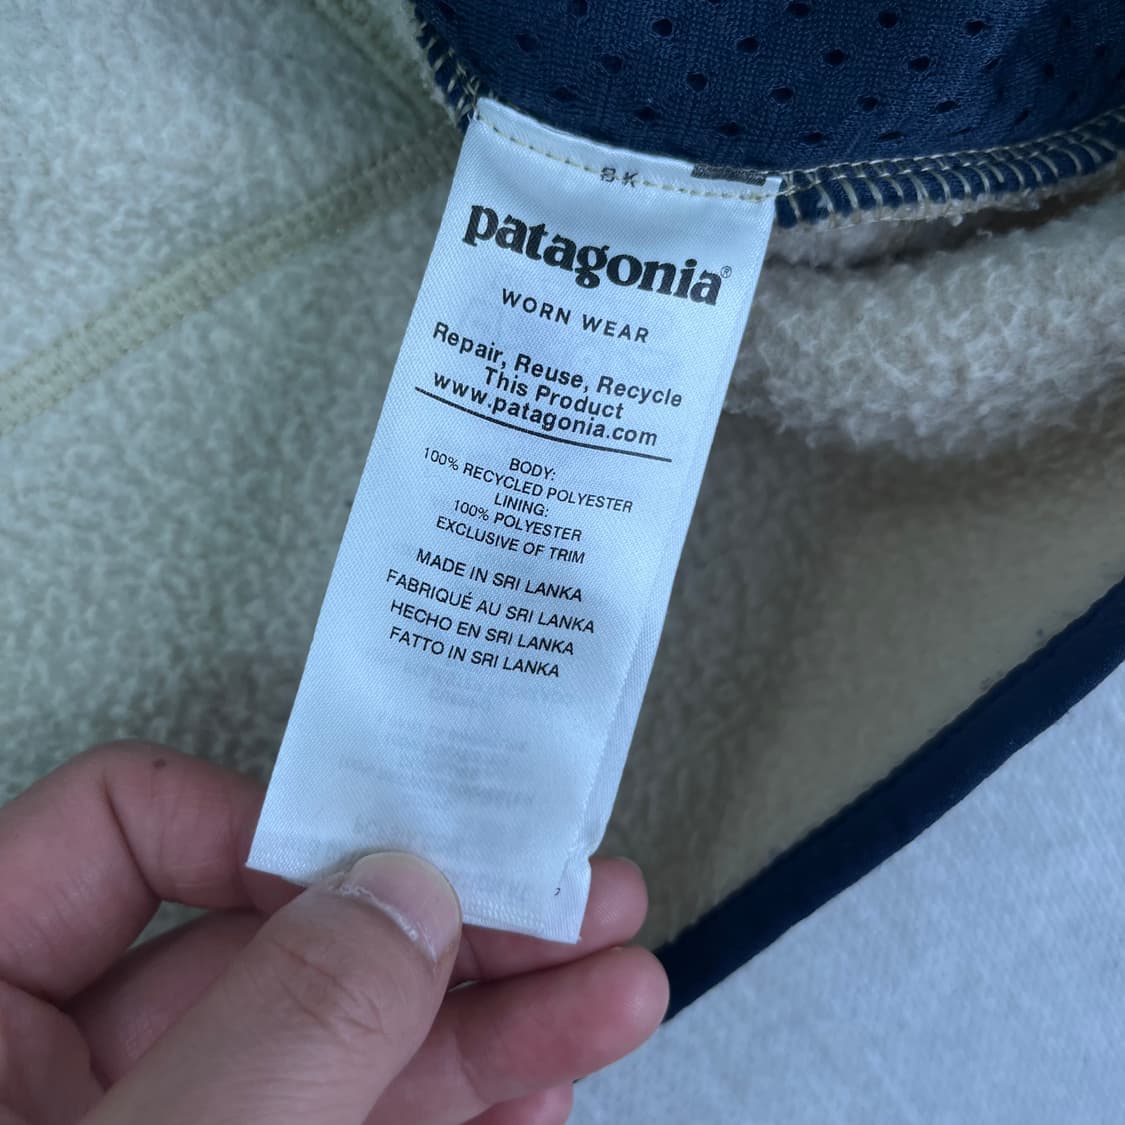 8K
patagonia®
WORN WEAR
Repair, Reuse, Recycle
This Product
www.patagonia.com
BODY:
100% RECYCLED POLYESTER
LINING:
100% POLYESTER
EXCLUSIVE OF TRIM
MADE IN SRI LANKA
FABRIQUÉ AU SRI LANKA
HECHO EN SRI LANKA
FATTO IN SRI LANKA